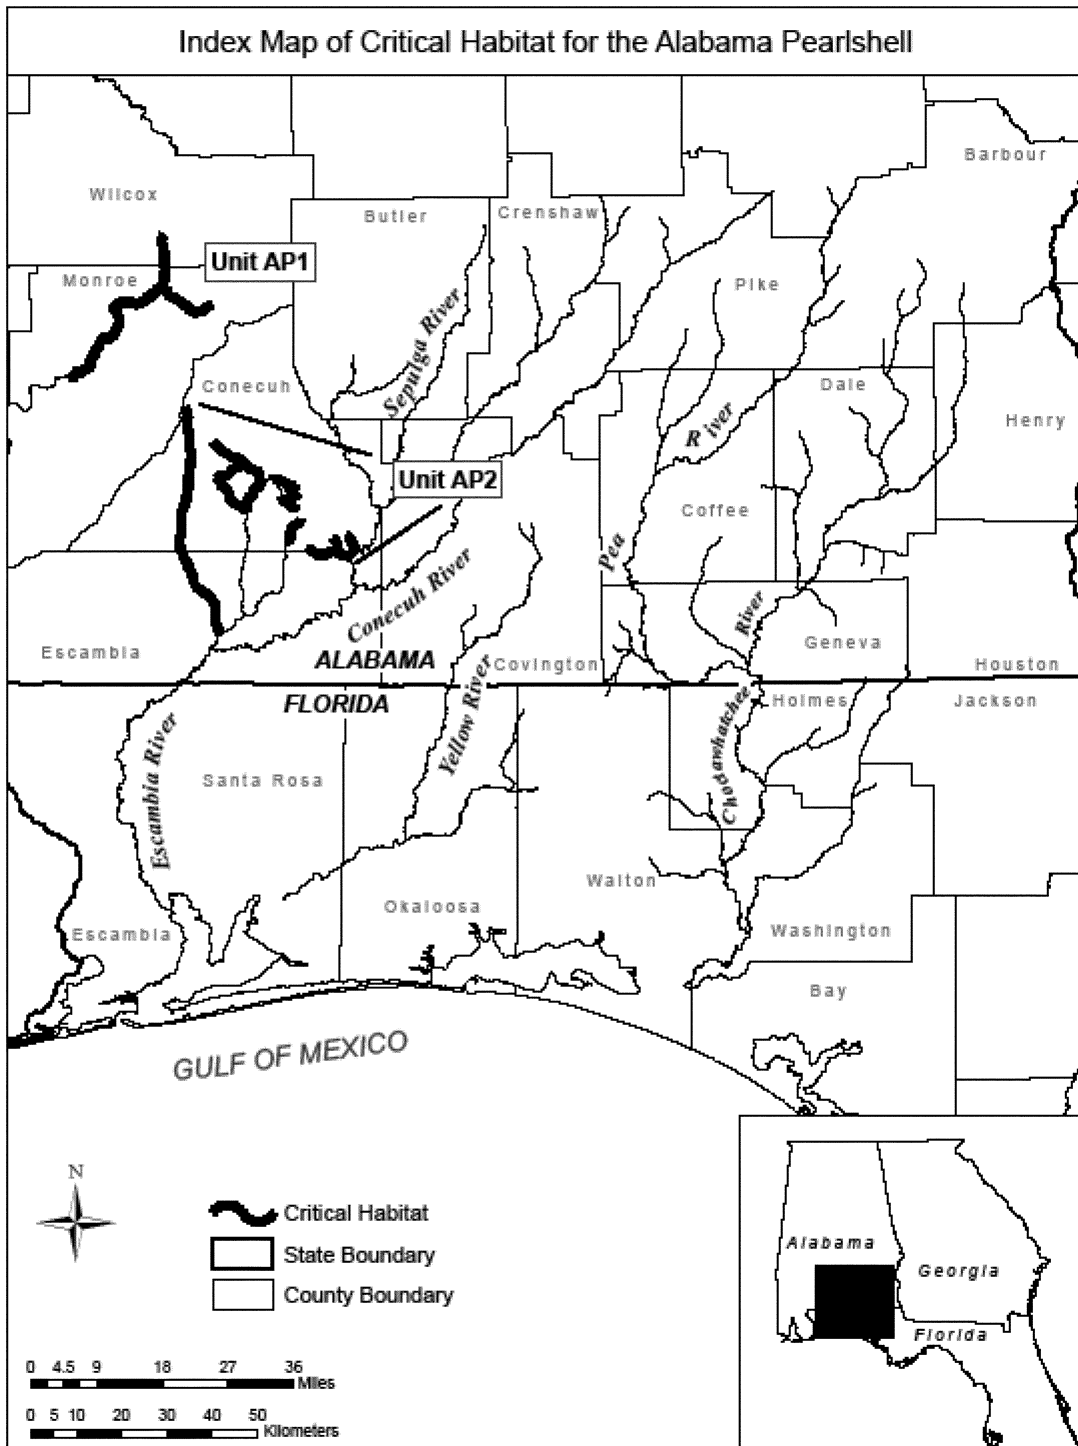 Index Map of Critical Habitat for the Alabama Pearlshell
Barbour
Wilcox
Butler
Crenshaw
Unit AP1
Monroe
Pike
Sepulga River
Conecuh
Dale
Henry
River
Unit AP2
Coffee
Pea
Conecuh River
River
Geneva
Escambia
ALABAMA
Covington
Houston
FLORIDA
Yellow River
Holmes
Jackson
Choctawhatchee
Escambia River
Santa Rosa
Walton
Okaloosa
Escambia
Washington
Bay
GULF OF MEXICO
N
Critical Habitat
State Boundary
County Boundary
Alabama
Georgia
Florida
0 4.5 9 18 27 36
Miles
0 5 10 20 30 40 50
Kilometers